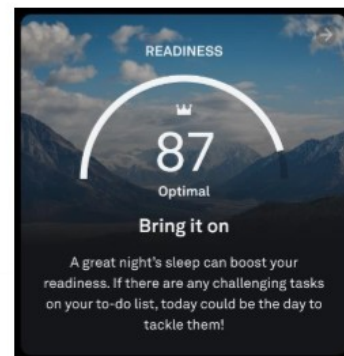 READINESS
87
Optimal
Bring it on
A great night's sleep can boost your
readiness. If there are any challenging tasks
on your to-do list, today could be the day to
tackle them!